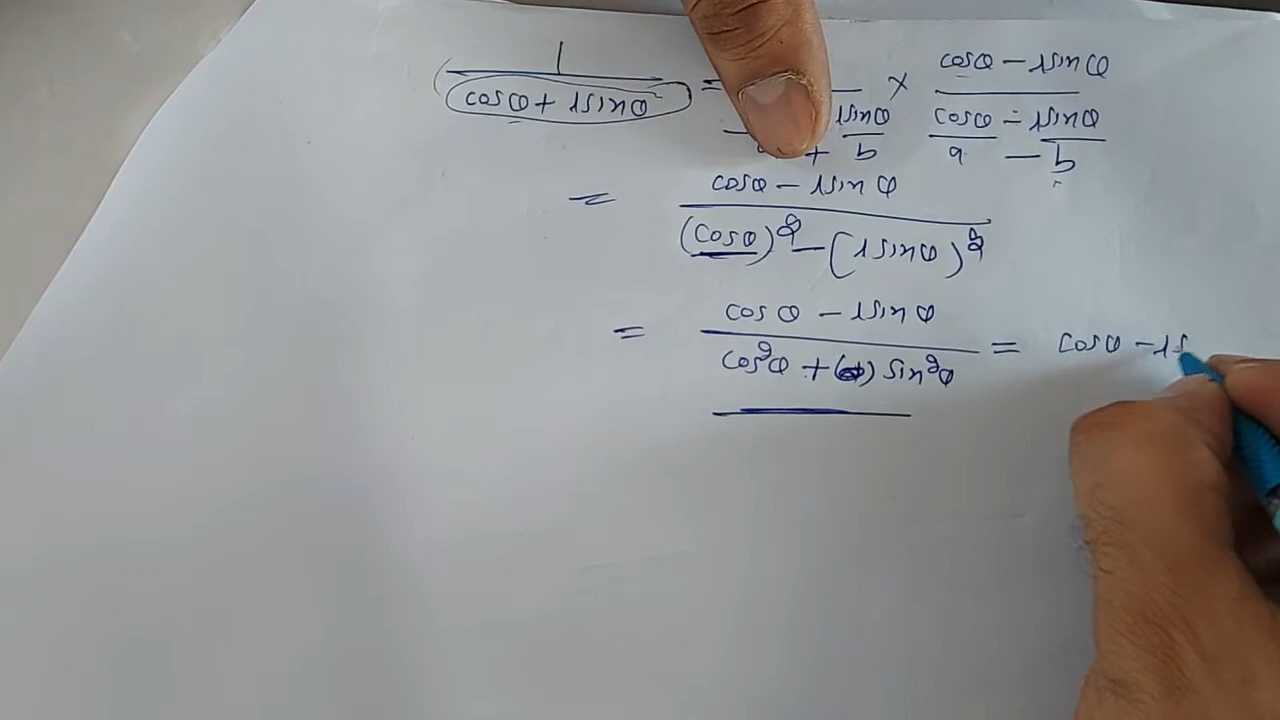 1 / (cosθ + isinθ) = isinθ × (cosθ - isinθ) / (cosθ - isinθ)
+ b a - b
= (cosθ - isinθ) / ((cosθ)² - (isinθ)²)
= (cosθ - isinθ) / (cos²θ + ( ) sin²θ) = cosθ - is